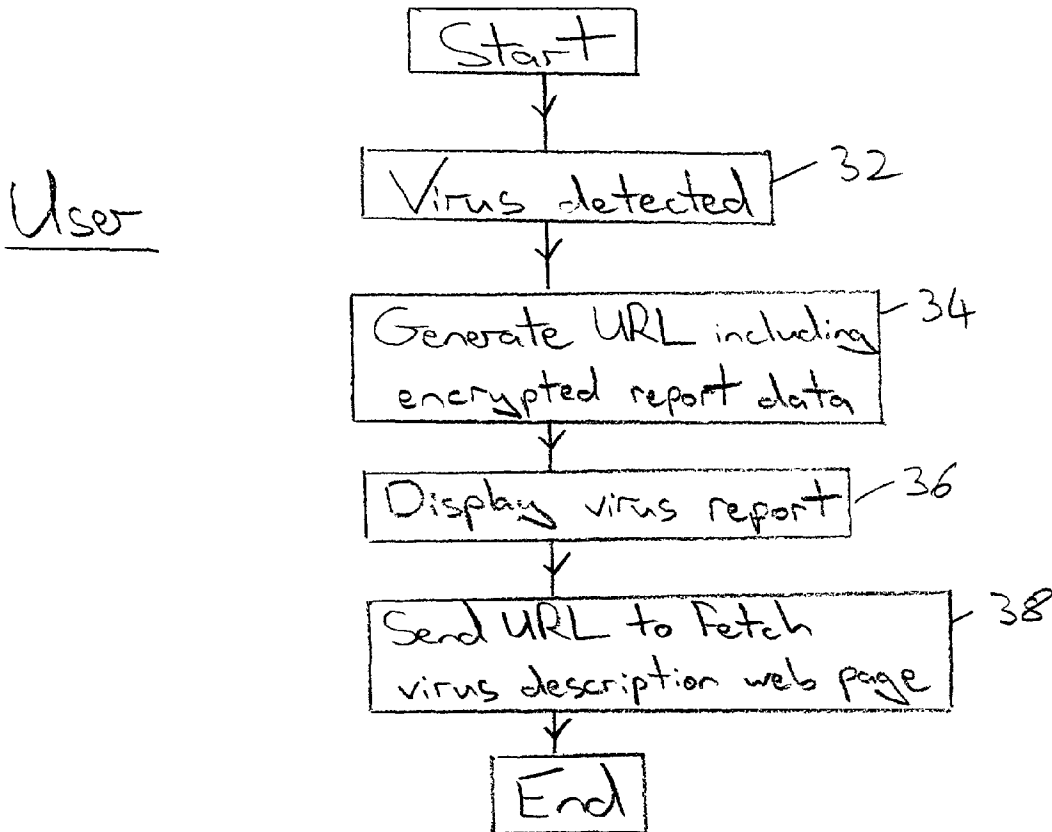 Start
Virus detected
32
User
Generate URL including
encrypted report data
34
Display virus report
36
Send URL to fetch
virus description web page
38
End